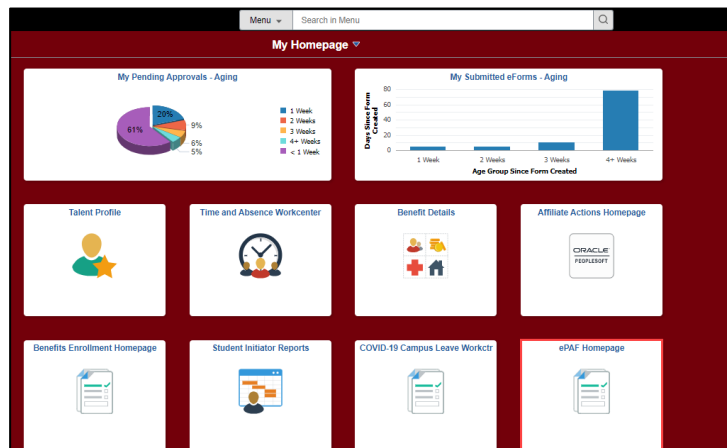 Menu
Search in Menu
My Homepage
My Pending Approvals - Aging
20%
9%
6%
5%
61%
1 Week
2 Weeks
3 Weeks
4+ Weeks
< 1 Week
My Submitted eForms - Aging
Days Since Form
Created
80
60
40
20
0
1 Week
2 Weeks
3 Weeks
4+ Weeks
Age Group Since Form Created
Talent Profile
Time and Absence Workcenter
Benefit Details
Affiliate Actions Homepage
ORACLE
PEOPLESOFT
Benefits Enrollment Homepage
Student Initiator Reports
COVID-19 Campus Leave Workctr
ePAF Homepage